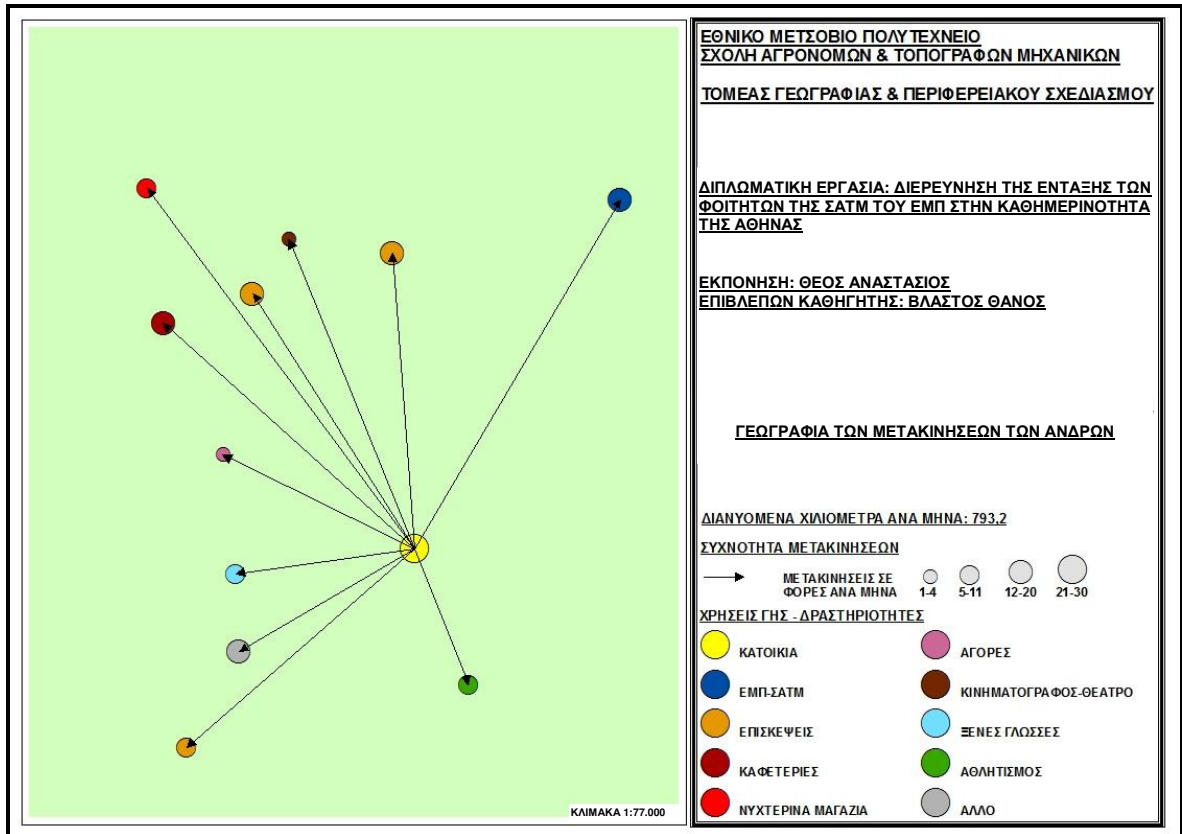 ΕΘΝΙΚΟ ΜΕΤΣΟΒΙΟ ΠΟΛΥΤΕΧΝΕΙΟ
ΣΧΟΛΗ ΑΓΡΟΝΟΜΩΝ & ΤΟΠΟΓΡΑΦΩΝ ΜΗΧΑΝΙΚΩΝ
ΤΟΜΕΑΣ ΓΕΩΓΡΑΦΙΑΣ & ΠΕΡΙΦΕΡΕΙΑΚΟΥ ΣΧΕΔΙΑΣΜΟΥ
ΔΙΠΛΩΜΑΤΙΚΗ ΕΡΓΑΣΙΑ: ΔΙΕΡΕΥΝΗΣΗ ΤΗΣ ΕΝΤΑΞΗΣ ΤΩΝ
ΦΟΙΤΗΤΩΝ ΤΗΣ ΣΑΤΜ ΤΟΥ ΕΜΠ ΣΤΗΝ ΚΑΘΗΜΕΡΙΝΟΤΗΤΑ
ΤΗΣ ΑΘΗΝΑΣ
ΕΚΠΟΝΗΣΗ: ΘΕΟΣ ΑΝΑΣΤΑΣΙΟΣ
ΕΠΙΒΛΕΠΩΝ ΚΑΘΗΓΗΤΗΣ: ΒΛΑΣΤΟΣ ΘΑΝΟΣ
ΓΕΩΓΡΑΦΙΑ ΤΩΝ ΜΕΤΑΚΙΝΗΣΕΩΝ ΤΩΝ ΑΝΔΡΩΝ
ΔΙΑΝΥΟΜΕΝΑ ΧΙΛΙΟΜΕΤΡΑ ΑΝΑ ΜΗΝΑ: 793,2
ΣΥΧΝΟΤΗΤΑ ΜΕΤΑΚΙΝΗΣΕΩΝ
ΜΕΤΑΚΙΝΗΣΕΙΣ ΣΕ
ΦΟΡΕΣ ΑΝΑ ΜΗΝΑ 1-4 5-11 12-20 21-30
ΧΡΗΣΕΙΣ ΓΗΣ - ΔΡΑΣΤΗΡΙΟΤΗΤΕΣ
ΚΑΤΟΙΚΙΑ ΑΓΟΡΕΣ
ΕΜΠ-ΣΑΤΜ ΚΙΝΗΜΑΤΟΓΡΑΦΟΣ-ΘΕΑΤΡΟ
ΕΠΙΣΚΕΨΕΙΣ ΞΕΝΕΣ ΓΛΩΣΣΕΣ
ΚΑΦΕΤΕΡΙΕΣ ΑΘΛΗΤΙΣΜΟΣ
ΝΥΧΤΕΡΙΝΑ ΜΑΓΑΖΙΑ ΑΛΛΟ
ΚΛΙΜΑΚΑ 1:77.000